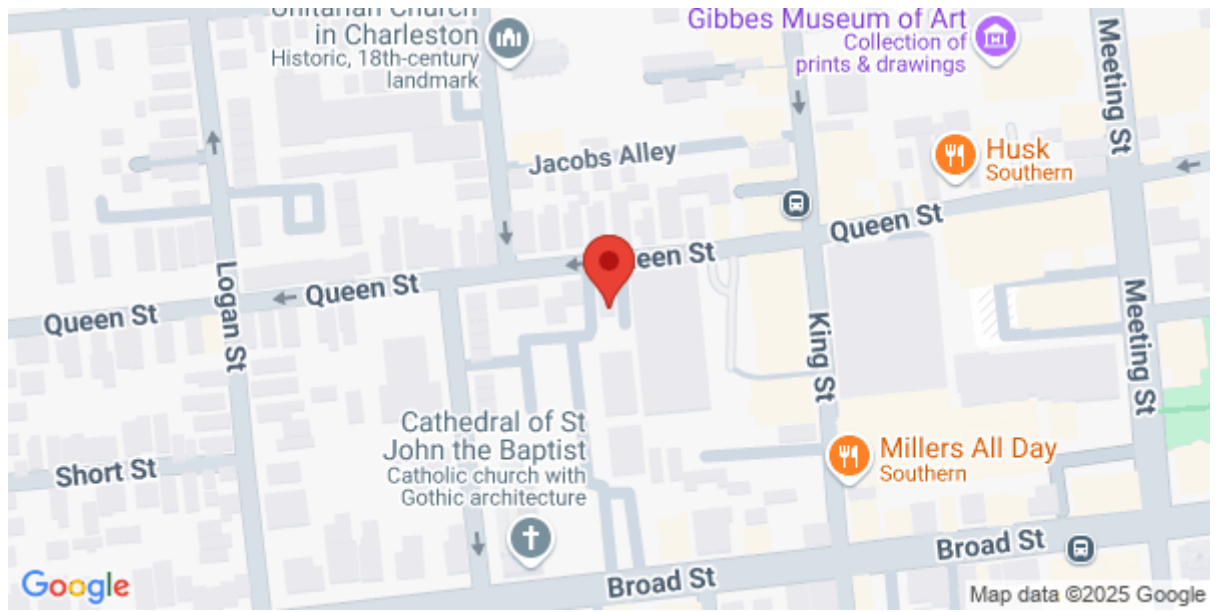 Unitarian Church
in Charleston
Historic, 18th-century
landmark
Gibbes Museum of Art
Collection of
prints & drawings
Meeting St
Jacobs Alley
Husk
Southern
Queen St
Queen St
Queen St
Queen St
Logan St
King St
Meeting St
Cathedral of St
John the Baptist
Catholic church with
Gothic architecture
Millers All Day
Southern
Short St
Broad St
Broad St
Google
Map data ©2025 Google